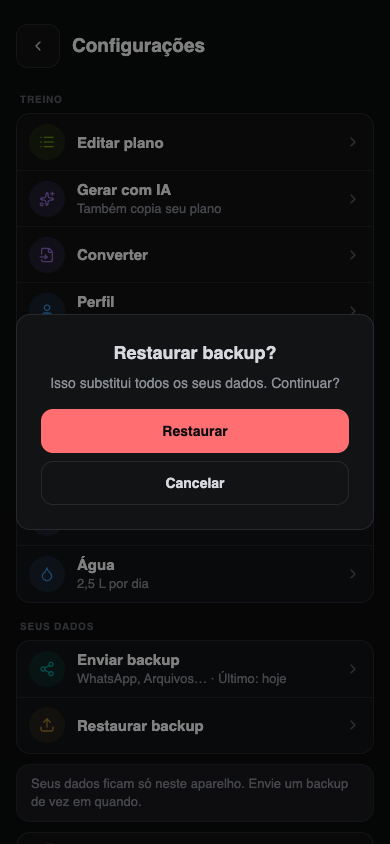 Configurações
TREINO
Editar plano
Gerar com IA
Também copia seu plano
Converter
Perfil
Restaurar backup?
Isso substitui todos os seus dados. Continuar?
Restaurar
Cancelar
Água
2,5 L por dia
SEUS DADOS
Enviar backup
WhatsApp, Arquivos… · Último: hoje
Restaurar backup
Seus dados ficam só neste aparelho. Envie um backup
de vez em quando.